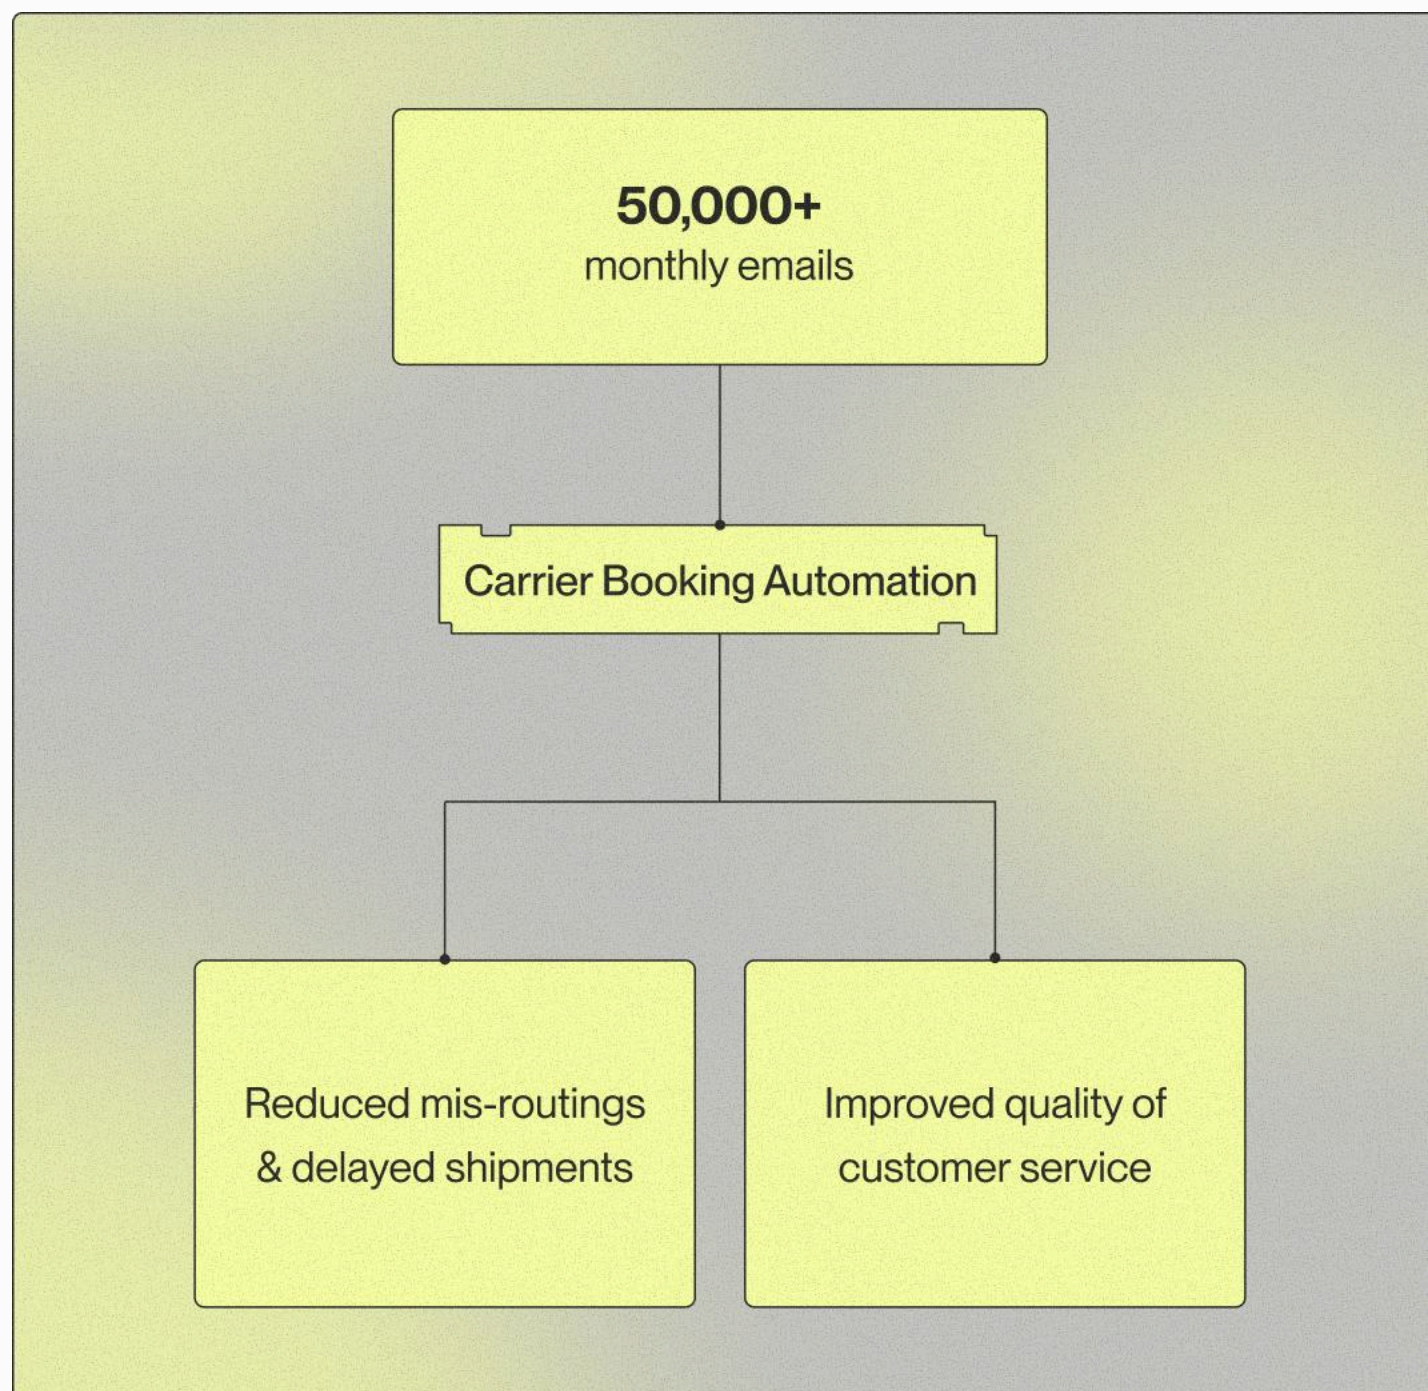 50,000+
monthly emails
Carrier Booking Automation
Reduced mis-routings
& delayed shipments
Improved quality of
customer service